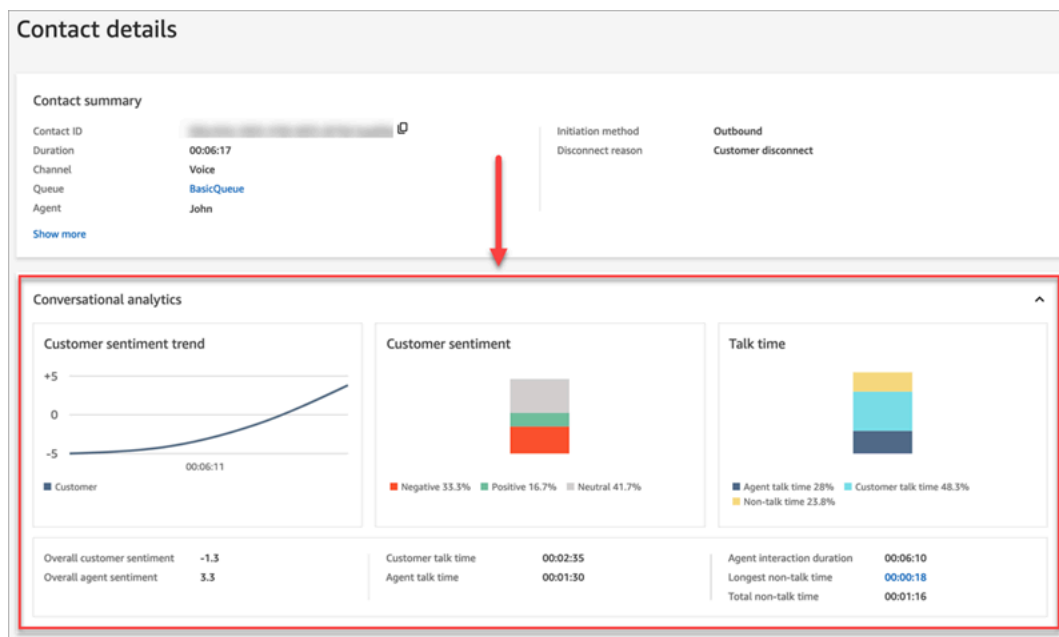 Contact details
Contact summary
Contact ID
Duration 00:06:17
Channel Voice
Queue BasicQueue
Agent John
Show more
Initiation method Outbound
Disconnect reason Customer disconnect
Conversational analytics
Customer sentiment trend
+5
0
-5
00:06:11
Customer
Customer sentiment
Negative 33.3% Positive 16.7% Neutral 41.7%
Talk time
Agent talk time 28% Customer talk time 48.3%
Non-talk time 23.8%
Overall customer sentiment -1.3
Overall agent sentiment 3.3
Customer talk time 00:02:35
Agent talk time 00:01:30
Agent interaction duration 00:06:10
Longest non-talk time 00:00:18
Total non-talk time 00:01:16